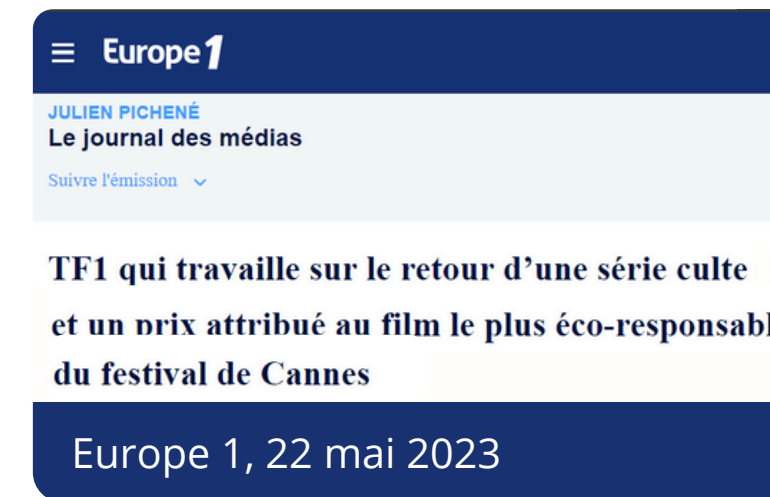 Europe 1
JULIEN PICHENÉ
Le journal des médias
Suivre l'émission
TF1 qui travaille sur le retour d’une série culte
et un prix attribué au film le plus éco-responsabl
du festival de Cannes
Europe 1, 22 mai 2023